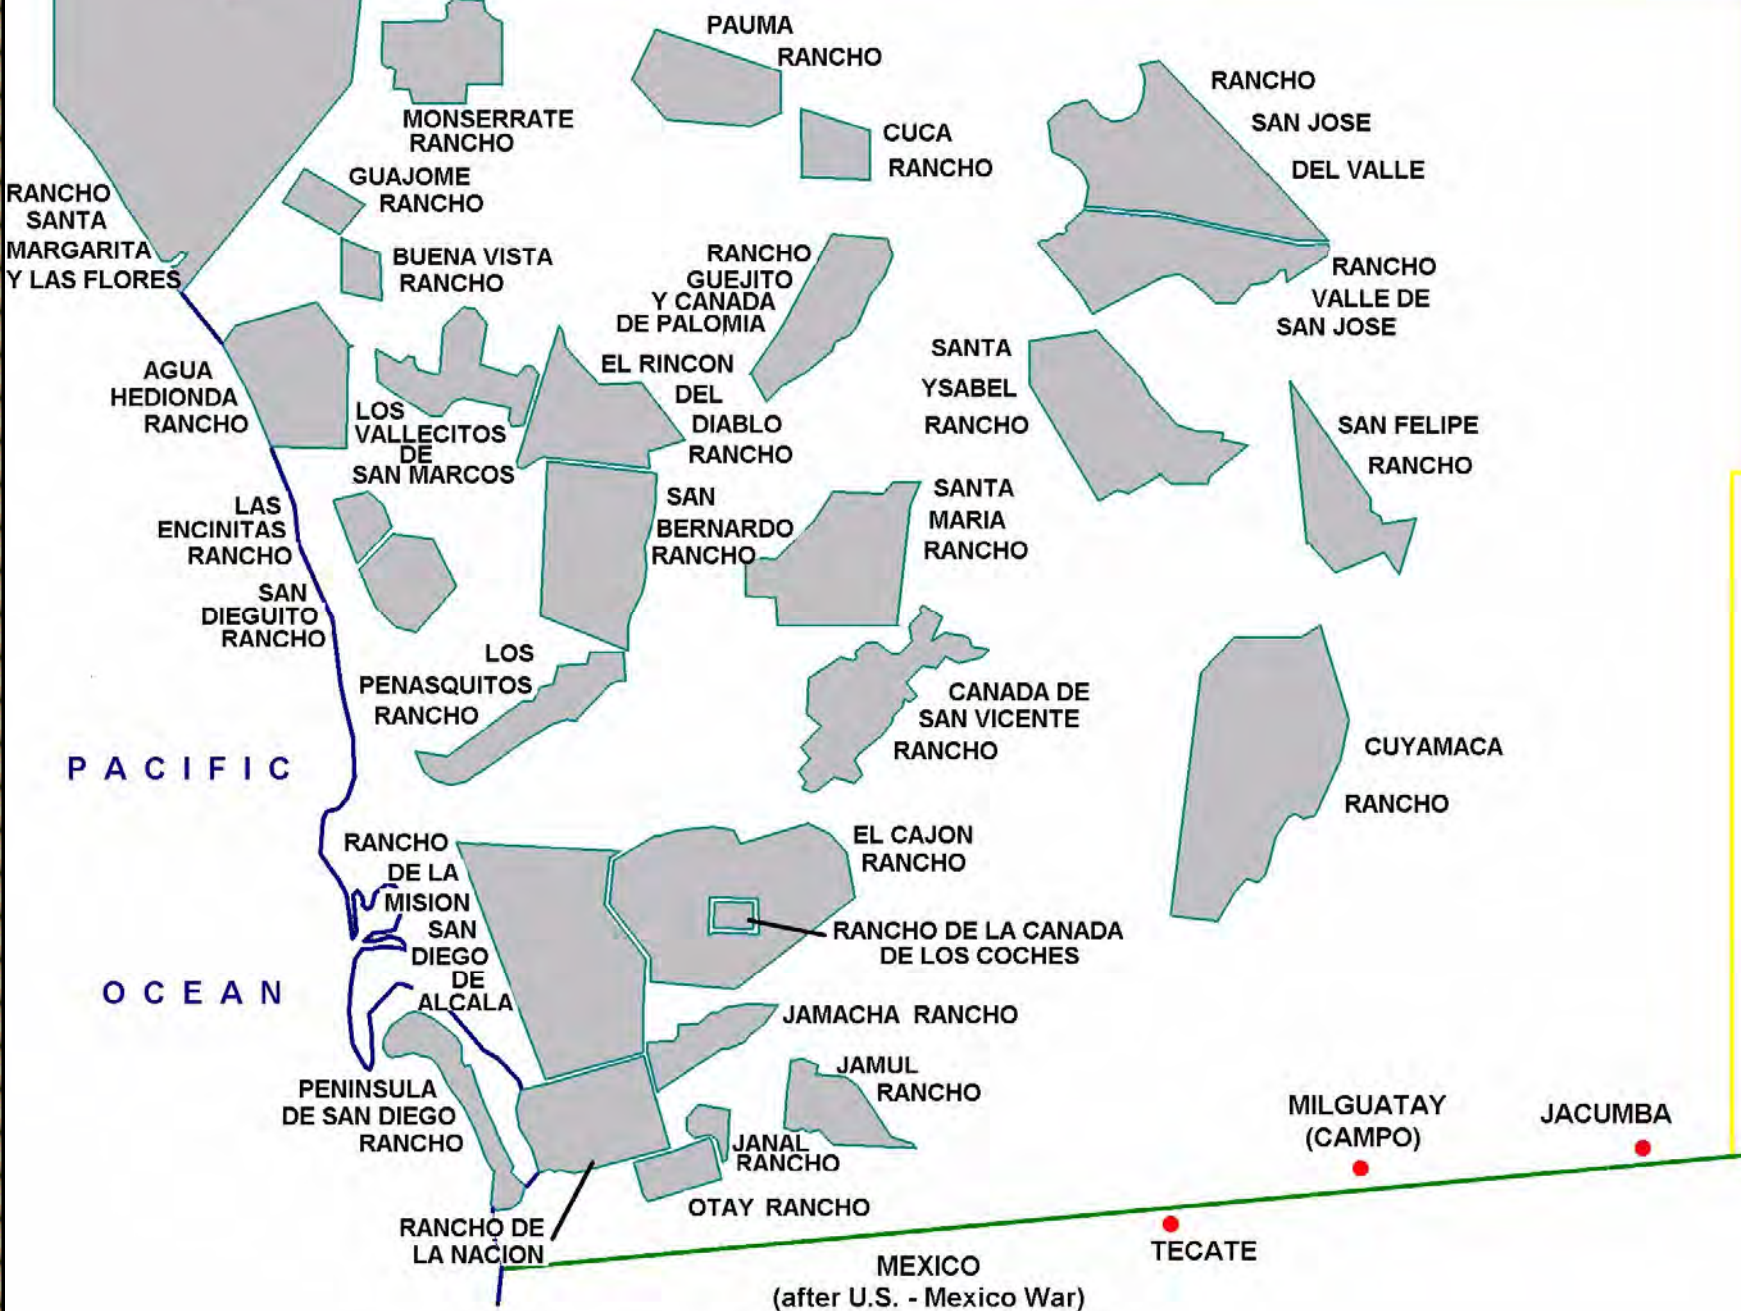 PAUMA
RANCHO
MONSERRATE
RANCHO
CUCA
RANCHO
RANCHO
SAN JOSE
DEL VALLE
GUAJOME
RANCHO
RANCHO
SANTA
MARGARITA
Y LAS FLORES
BUENA VISTA
RANCHO
RANCHO
GUEJITO
Y CANADA
DE PALOMIA
RANCHO
VALLE DE
SAN JOSE
AGUA
HEDIONDA
RANCHO
LOS
VALLECITOS
DE
SAN MARCOS
EL RINCON
DEL
DIABLO
RANCHO
SANTA
YSABEL
RANCHO
SAN FELIPE
RANCHO
LAS
ENCINITAS
RANCHO
SAN
BERNARDO
RANCHO
SANTA
MARIA
RANCHO
SAN
DIEGUITO
RANCHO
LOS
PENASQUITOS
RANCHO
CANADA DE
SAN VICENTE
RANCHO
CUYAMACA
RANCHO
PACIFIC
OCEAN
RANCHO
DE LA
MISION
SAN
DIEGO
DE
ALCALA
EL CAJON
RANCHO
RANCHO DE LA CANADA
DE LOS COCHES
JAMACHA RANCHO
JAMUL
RANCHO
PENINSULA
DE SAN DIEGO
RANCHO
JANAL
RANCHO
OTAY RANCHO
RANCHO DE
LA NACION
MILGUATAY
(CAMPO)
JACUMBA
TECATE
MEXICO
(after U.S. - Mexico War)